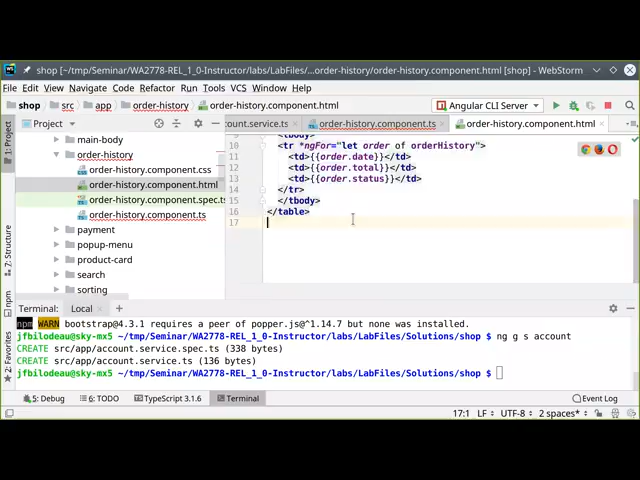 shop [~/tmp/Seminar/WA2778-REL_1_0-Instructor/labs/LabFiles/...order-history/order-history.component.html [shop] - WebStorm
File Edit View Navigate Code Refactor Run Tools VCS Window Help
shop src app order-history order-history.component.html Angular CLI Server
1: Project
Project
count.service.ts order-history.component.ts order-history.component.html
main-body
order-history
order-history.component.css
order-history.component.html
order-history.component.spec.ts
order-history.component.ts
payment
popup-menu
product-card
search
sorting
9 <tbody>
10 <tr *ngFor="let order of orderHistory">
11 <td>{{order.date}}</td>
12 <td>{{order.total}}</td>
13 <td>{{order.status}}</td>
14 </tr>
15 </tbody>
16 </table>
17
7: Structure
npm
2: Favorites
Terminal: Local +
npm WARN bootstrap@4.3.1 requires a peer of popper.js@^1.14.7 but none was installed.
jfbilodeau@sky-mx5 ~/tmp/Seminar/WA2778-REL_1_0-Instructor/labs/LabFiles/Solutions/shop $ ng g s account
CREATE src/app/account.service.spec.ts (338 bytes)
CREATE src/app/account.service.ts (136 bytes)
jfbilodeau@sky-mx5 ~/tmp/Seminar/WA2778-REL_1_0-Instructor/labs/LabFiles/Solutions/shop $
5: Debug 6: TODO TypeScript 3.1.6 Terminal Event Log
17:1 LF UTF-8 2 spaces*